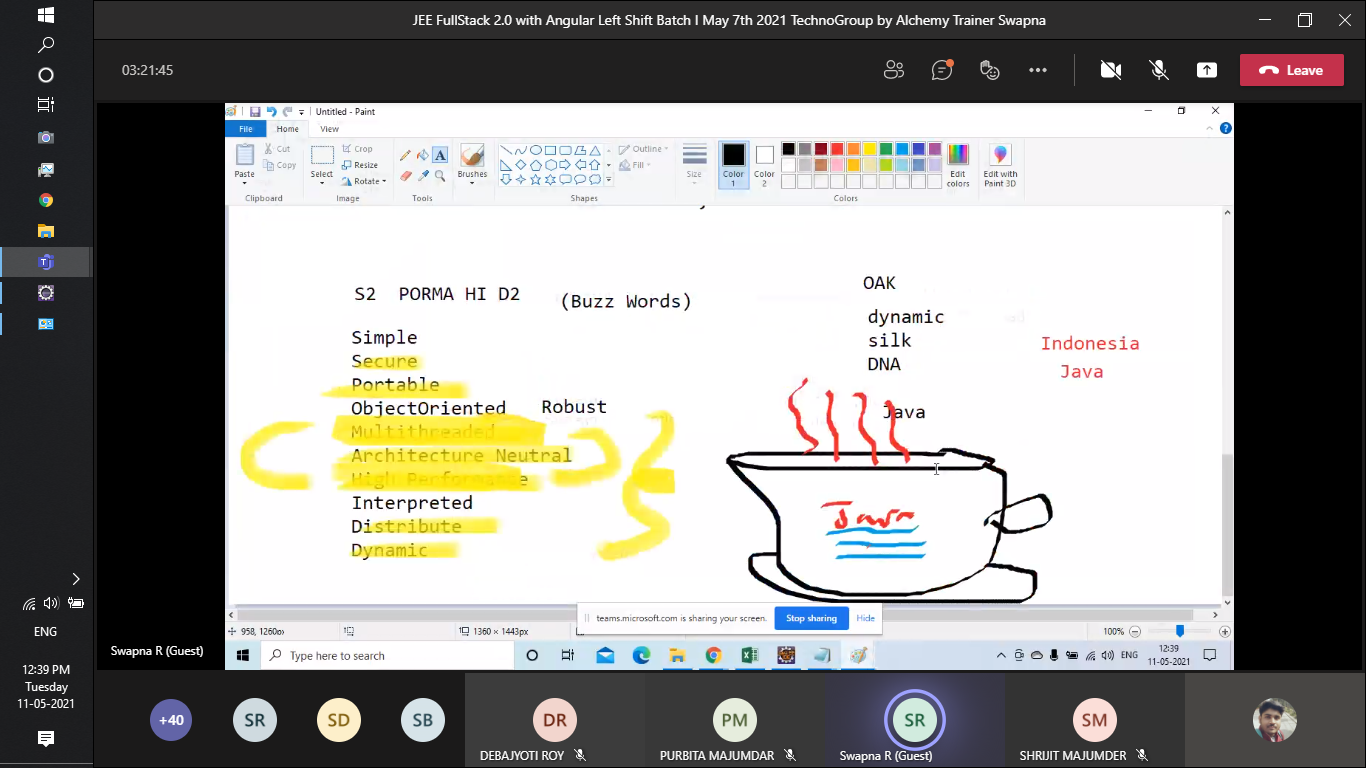 JEE FullStack 2.0 with Angular Left Shift Batch I May 7th 2021 TechnoGroup by Alchemy Trainer Swapna
03:21:45
Leave
Untitled - Paint
File Home View
Paste
Cut
Copy
Clipboard
Select
Crop
Resize
Rotate
Image
A
Tools
Brushes
Shapes
Outline
Fill
Size
Color 1
Color 2
Edit colors
Colors
Edit with Paint 3D
S2 PORMA HI D2 (Buzz Words)
Simple
Secure
Portable
ObjectOriented Robust
Multithreaded
Architecture Neutral
High Performance
Interpreted
Distribute
Dynamic
OAK
dynamic
silk
DNA
Java
Indonesia
Java
Java
teams.microsoft.com is sharing your screen. Stop sharing Hide
958, 1260px
1360 × 1443px
100%
Type here to search
ENG
12:39
11-05-2021
Swapna R (Guest)
ENG
12:39 PM
Tuesday
11-05-2021
+40
SR
SD
SB
DR
DEBAJYOTI ROY
PM
PURBITA MAJUMDAR
SR
Swapna R (Guest)
SM
SHRIJIT MAJUMDER